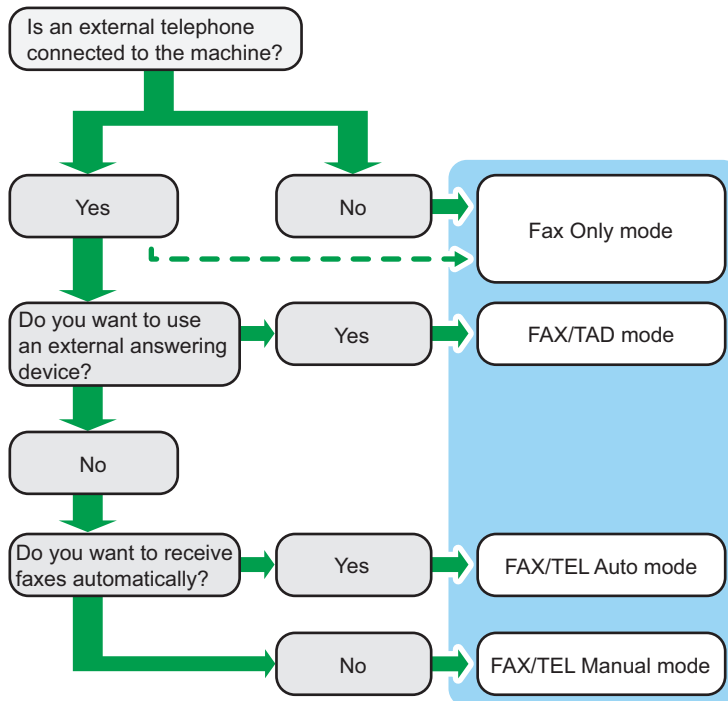 Is an external telephone
connected to the machine?
Yes
No
Fax Only mode
Do you want to use
an external answering
device?
Yes
FAX/TAD mode
No
Do you want to receive
faxes automatically?
Yes
FAX/TEL Auto mode
No
FAX/TEL Manual mode